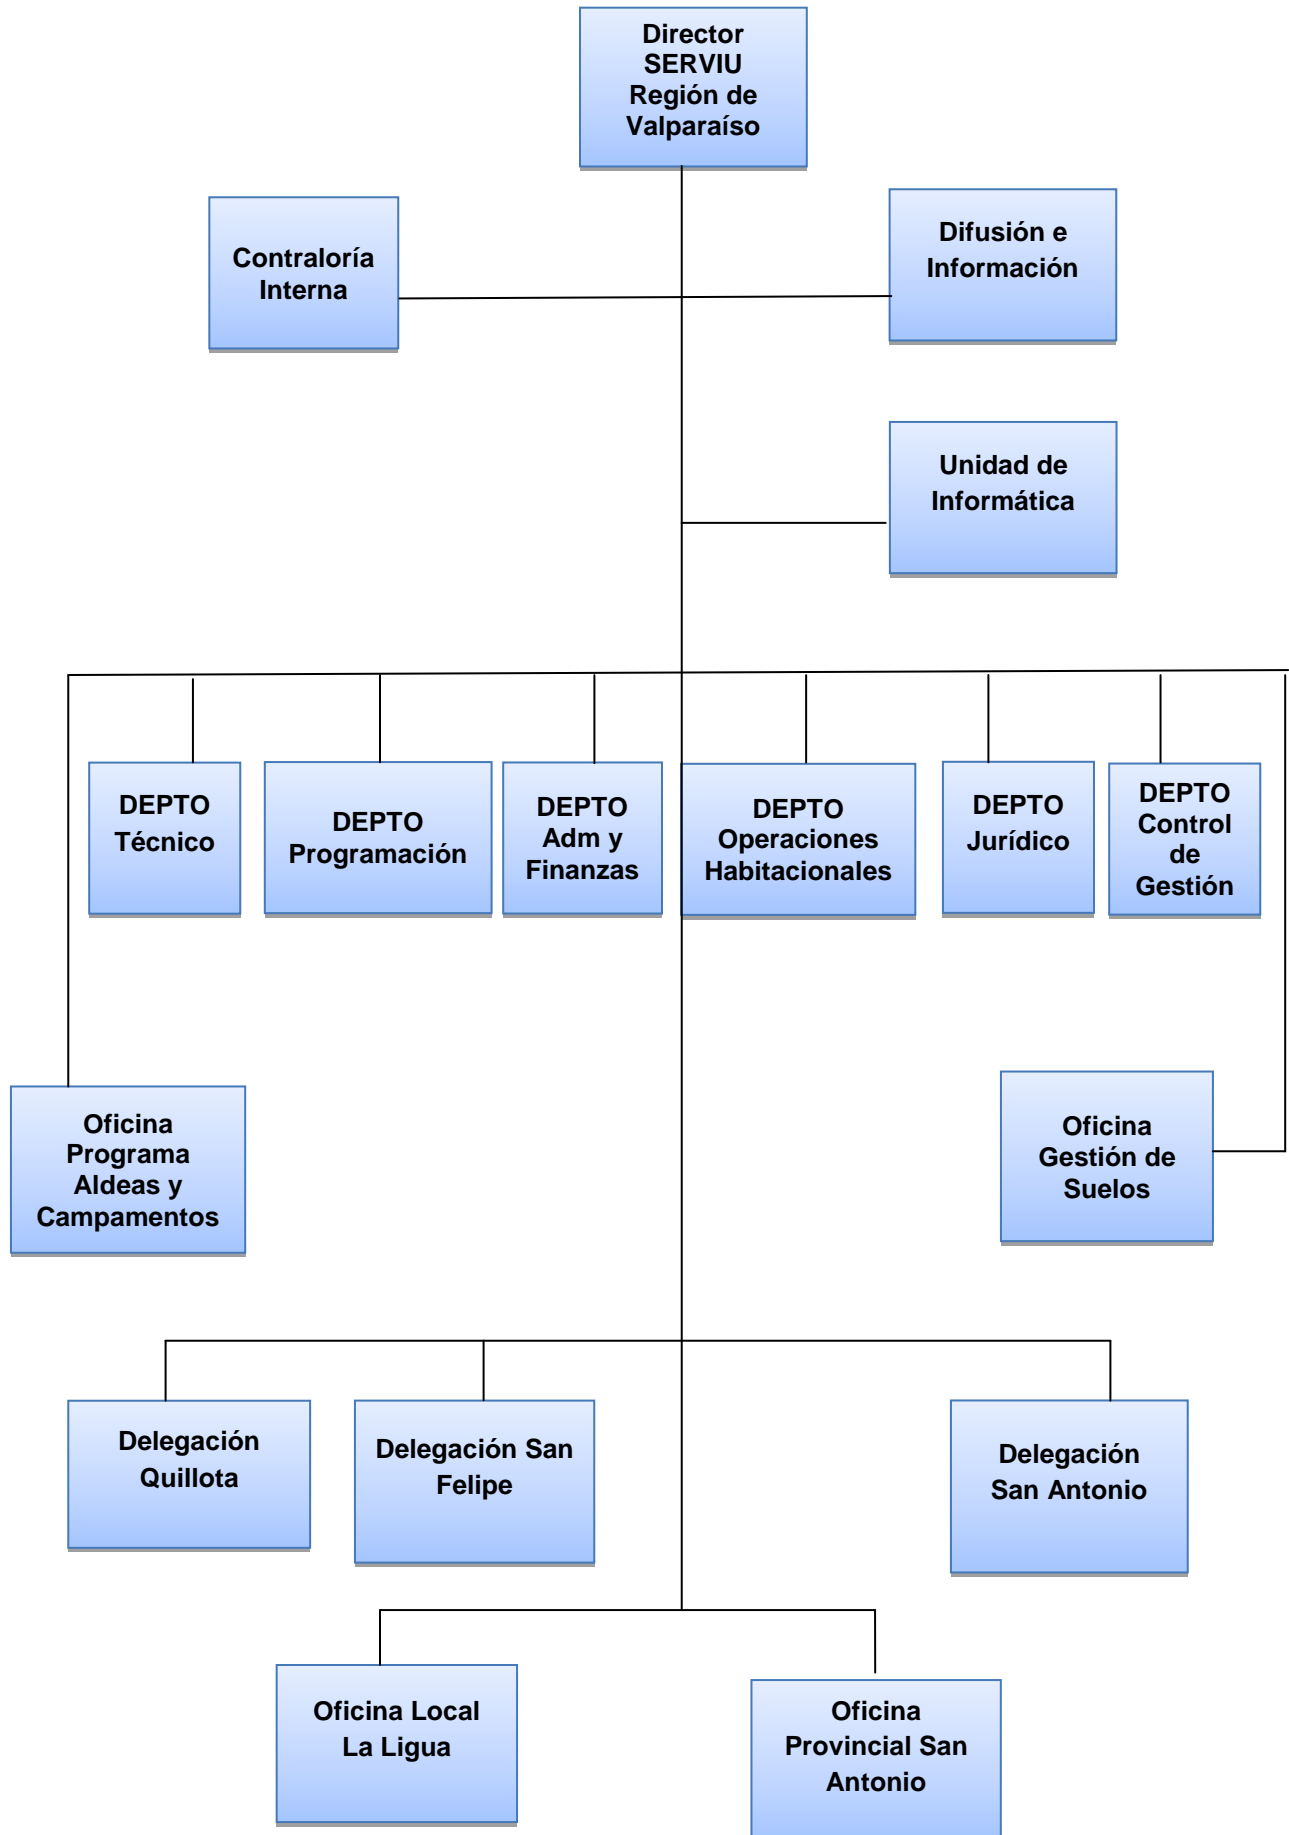 Director
SERVIU
Región de
Valparaíso
Contraloría
Interna
Difusión e
Información
Unidad de
Informática
DEPTO
Técnico
DEPTO
Programación
DEPTO
Adm y
Finanzas
DEPTO
Operaciones
Habitacionales
DEPTO
Jurídico
DEPTO
Control
de
Gestión
Oficina
Programa
Aldeas y
Campamentos
Oficina
Gestión de
Suelos
Delegación
Quillota
Delegación San
Felipe
Delegación
San Antonio
Oficina Local
La Ligua
Oficina
Provincial San
Antonio